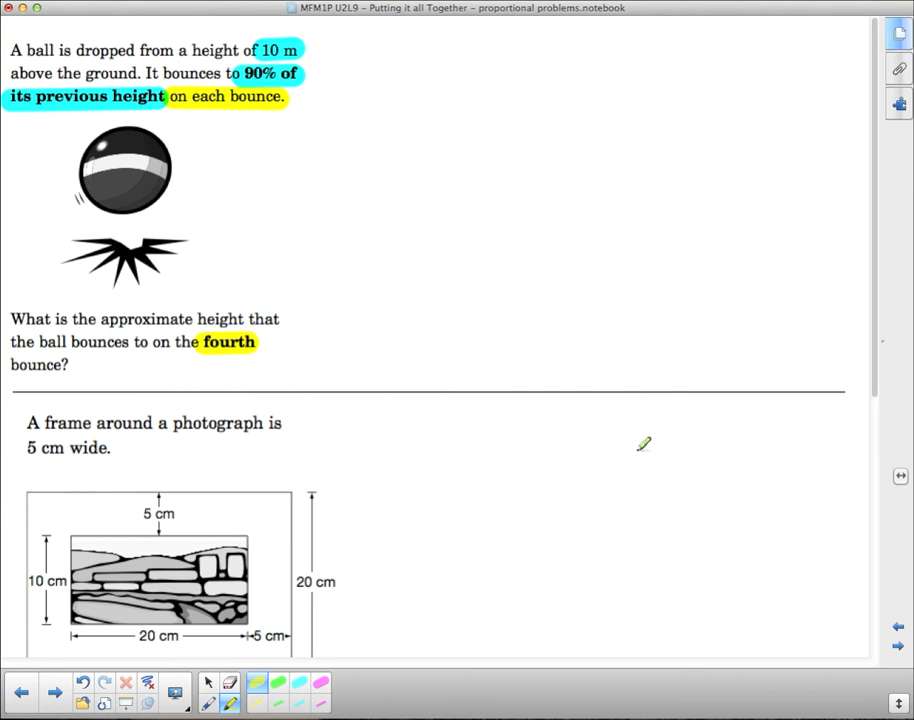 MFM1P U2L9 – Putting it all Together - proportional problems.notebook
A ball is dropped from a height of 10 m
above the ground. It bounces to 90% of
its previous height on each bounce.
What is the approximate height that
the ball bounces to on the fourth
bounce?
A frame around a photograph is
5 cm wide.
5 cm
10 cm
20 cm
20 cm
5 cm